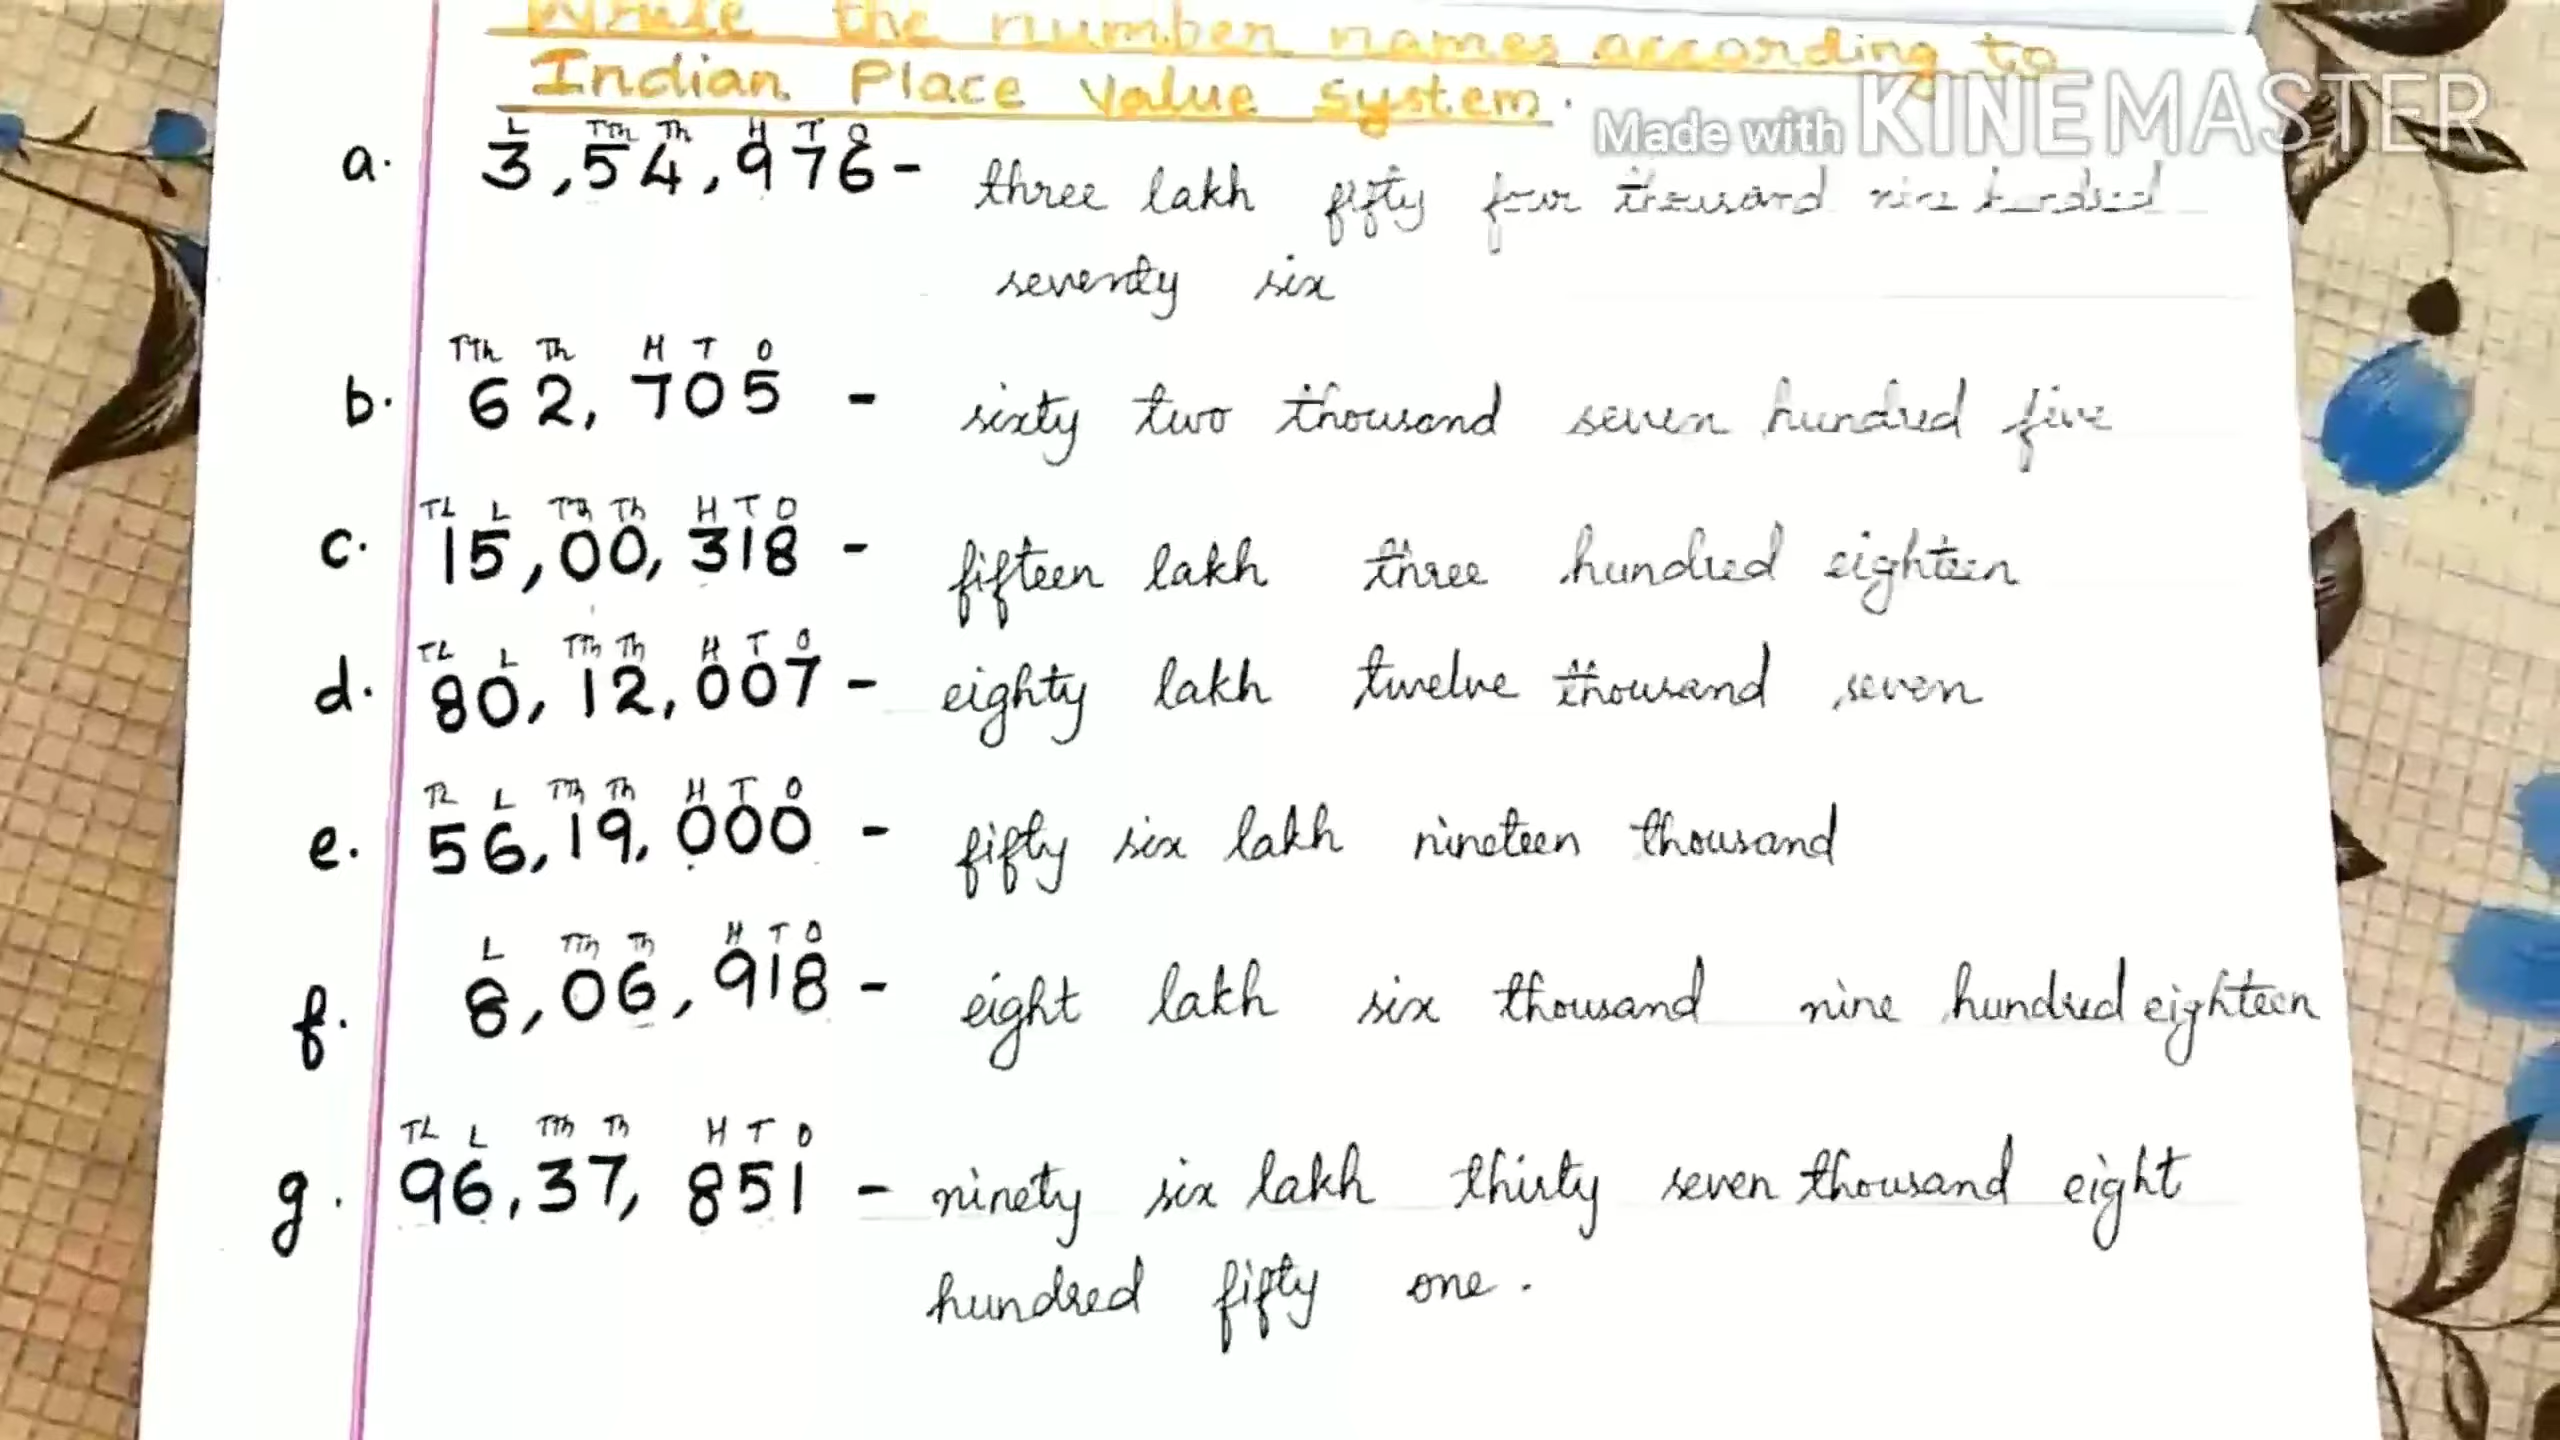 Write the number names according to
Indian Place Value System.
Made with KINEMASTER
L TTh Th H T O
a. 3,54,976 - three lakh fifty four thousand nine hundred
seventy six
TTh Th H T O
b. 62,705 - sixty two thousand seven hundred five
TL L TTh Th H T O
c. 15,00,318 - fifteen lakh three hundred eighteen
TL L TTh Th H T O
d. 80,12,007 - eighty lakh twelve thousand seven
TL L TTh Th H T O
e. 56,19,000 - fifty six lakh nineteen thousand
L TTh Th H T O
f. 8,06,918 - eight lakh six thousand nine hundred eighteen
TL L TTh Th H T O
g. 96,37,851 - ninety six lakh thirty seven thousand eight
hundred fifty one.